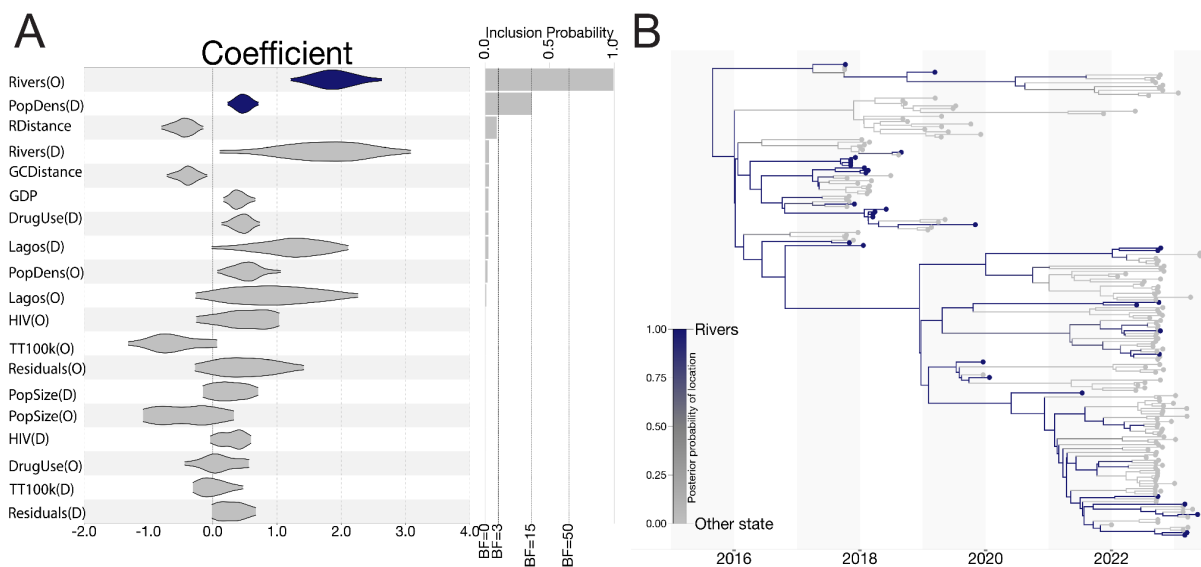 A
Coefficient
Inclusion Probability
0.0
0.5
1.0
Rivers(O)
PopDens(D)
RDistance
Rivers(D)
GCDistance
GDP
DrugUse(D)
Lagos(D)
PopDens(O)
Lagos(O)
HIV(O)
TT100k(O)
Residuals(O)
PopSize(D)
PopSize(O)
HIV(D)
DrugUse(O)
TT100k(D)
Residuals(D)
-2.0 -1.0 0.0 1.0 2.0 3.0 4.0
BF=0
BF=3
BF=15
BF=50
B
1.00 Rivers
0.75
0.50
0.25
0.00 Other state
Posterior probability of location
2016 2018 2020 2022